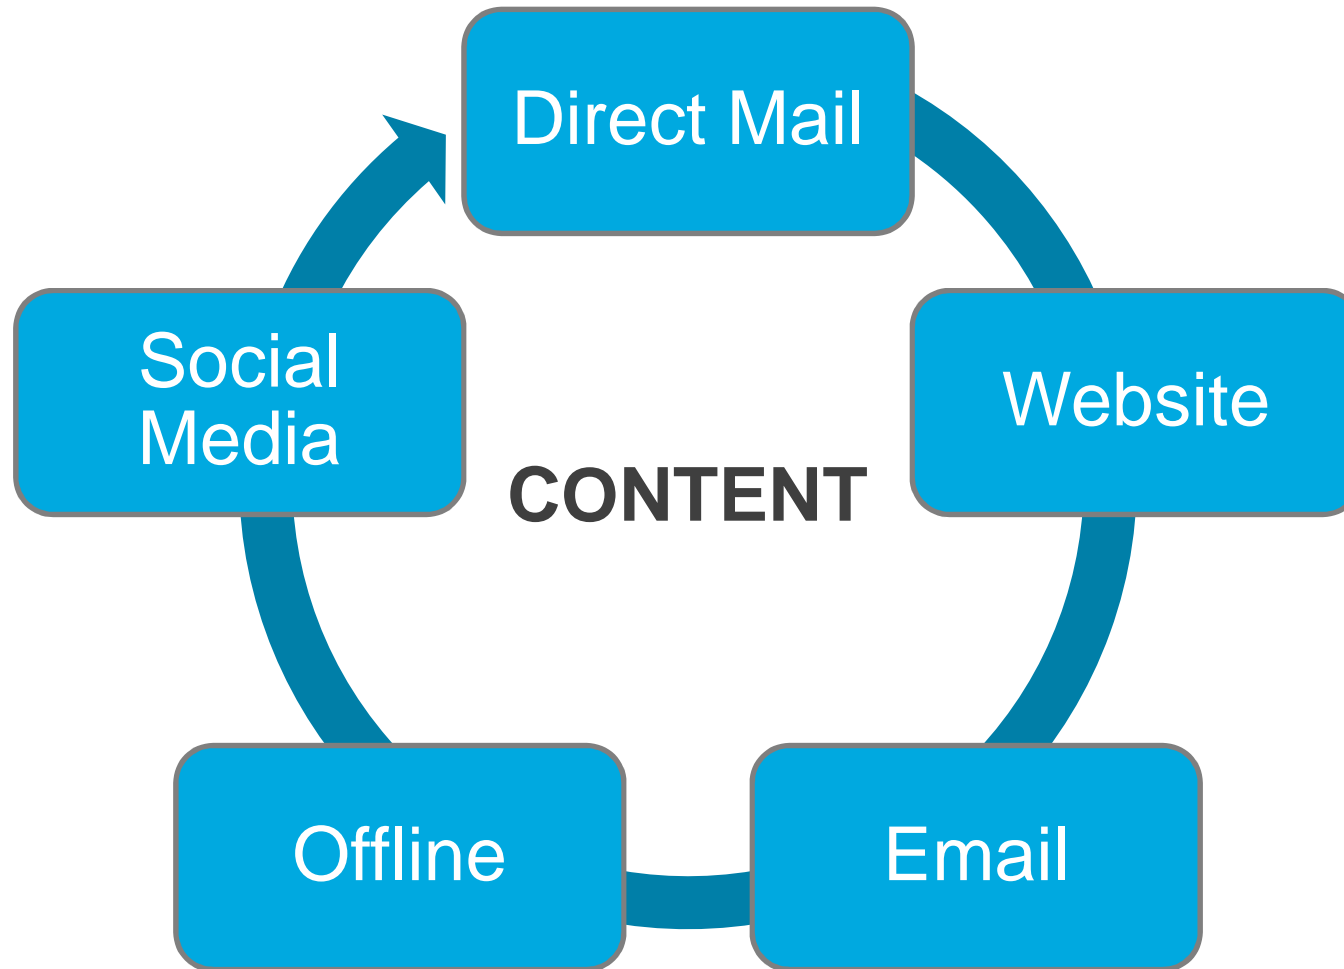 Direct Mail
Website
Email
Offline
Social
Media
CONTENT